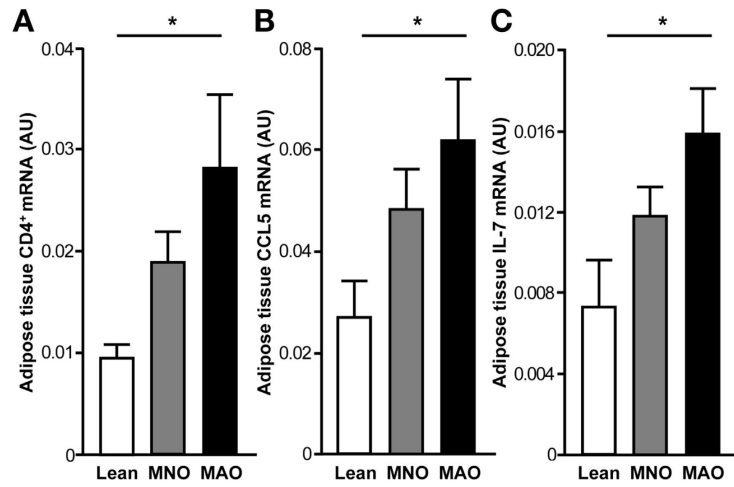 A
*
Adipose tissue CD4⁺ mRNA (AU)
0.04
0.03
0.02
0.01
0
Lean MNO MAO
B
*
Adipose tissue CCL5 mRNA (AU)
0.08
0.06
0.04
0.02
0
Lean MNO MAO
C
*
Adipose tissue IL-7 mRNA (AU)
0.020
0.016
0.012
0.008
0.004
0.000
Lean MNO MAO